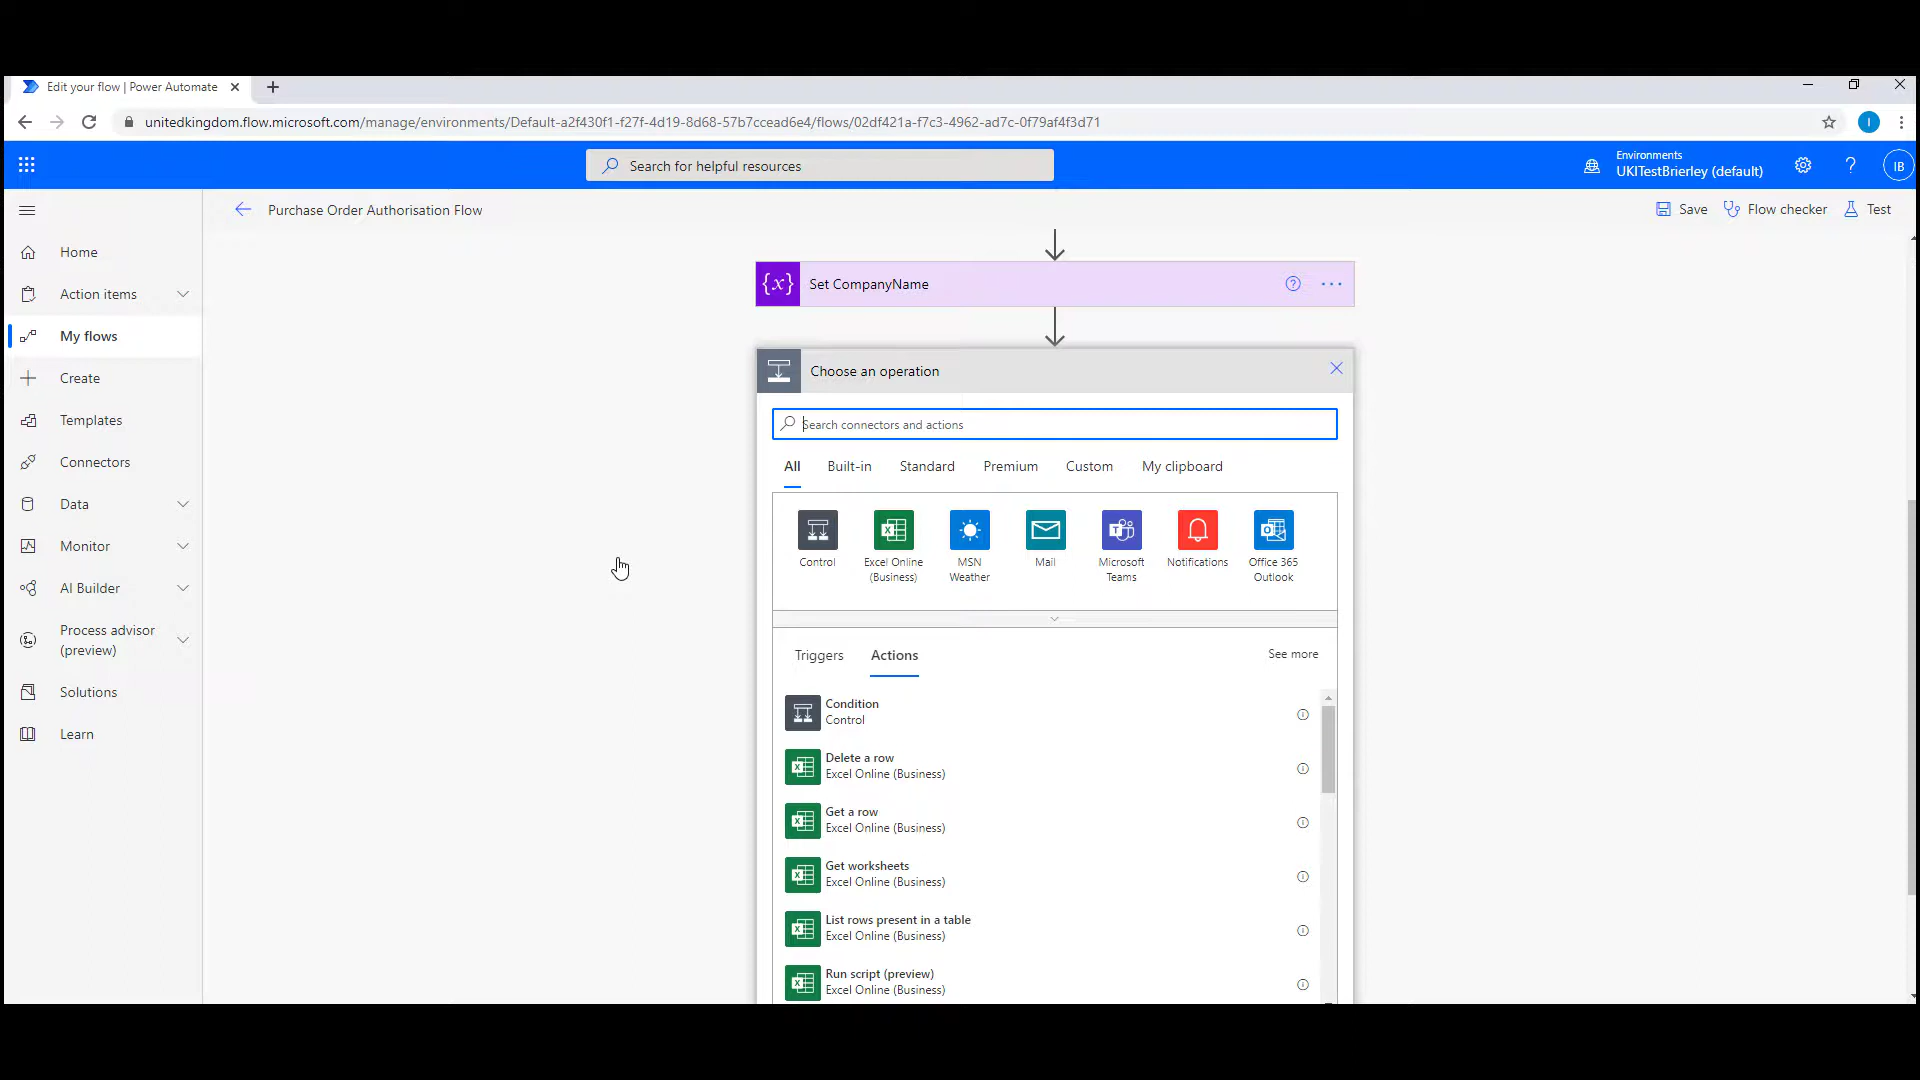 Edit your flow | Power Automate
unitedkingdom.flow.microsoft.com/manage/environments/Default-a2f430f1-f27f-4d19-8d68-57b7ccead6e4/flows/02df421a-f7c3-4962-ad7c-0f79af4f3d71
I
Search for helpful resources
Environments
UKITestBrierley (default)
?
IB
Purchase Order Authorisation Flow
Save
Flow checker
Test
Home
Action items
My flows
Create
Templates
Connectors
Data
Monitor
AI Builder
Process advisor
(preview)
Solutions
Learn
{x} Set CompanyName
Choose an operation
Search connectors and actions
All Built-in Standard Premium Custom My clipboard
Control
Excel Online
(Business)
MSN
Weather
Mail
Microsoft
Teams
Notifications
Office 365
Outlook
Triggers Actions See more
Condition
Control
Delete a row
Excel Online (Business)
Get a row
Excel Online (Business)
Get worksheets
Excel Online (Business)
List rows present in a table
Excel Online (Business)
Run script (preview)
Excel Online (Business)